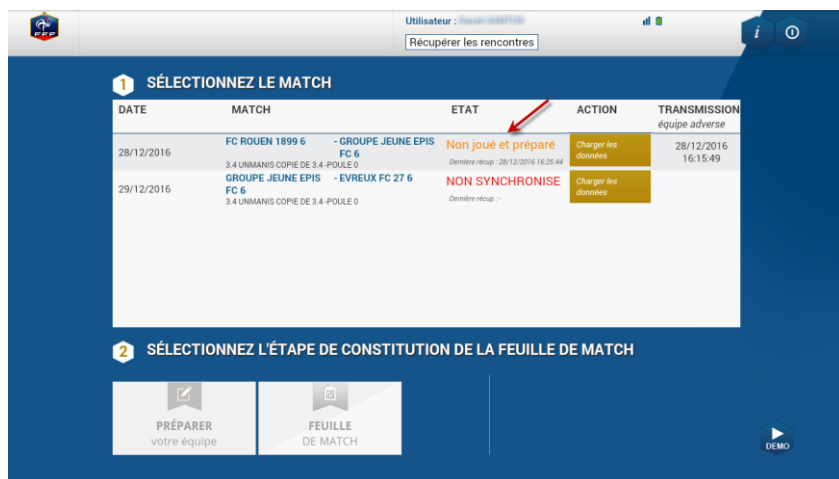 FFF
Utilisateur :
Récupérer les rencontres
i
1 SÉLECTIONNEZ LE MATCH
DATE MATCH ETAT ACTION TRANSMISSION
équipe adverse
28/12/2016 FC ROUEN 1899 6 - GROUPE JEUNE EPIS FC 6 Non joué et préparé Charger les données 28/12/2016 16:15:49
3.4 UNMANIS COPIE DE 3.4 -POULE 0 Dernière récup : 28/12/2016 16:25:44
29/12/2016 GROUPE JEUNE EPIS FC 6 - EVREUX FC 27 6 NON SYNCHRONISE Charger les données
3.4 UNMANIS COPIE DE 3.4 -POULE 0 Dernière récup : -
2 SÉLECTIONNEZ L'ÉTAPE DE CONSTITUTION DE LA FEUILLE DE MATCH
PRÉPARER
votre équipe
FEUILLE
DE MATCH
DEMO